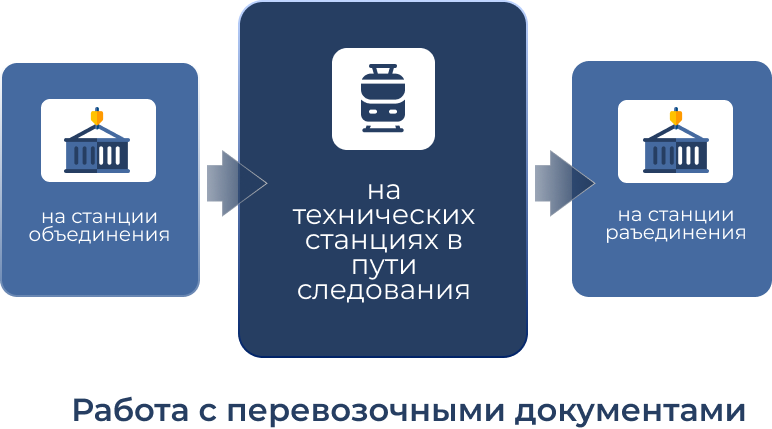 на станции
объединения
на
технических
станциях в
пути
следования
на станции
раъединения
Работа с перевозочными документами